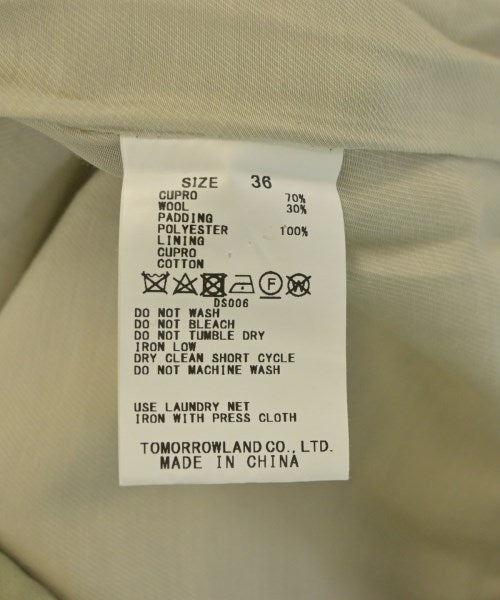 SIZE 36
CUPRO 70%
WOOL 30%
PADDING
POLYESTER 100%
LINING
CUPRO
COTTON
F W
DS006
DO NOT WASH
DO NOT BLEACH
DO NOT TUMBLE DRY
IRON LOW
DRY CLEAN SHORT CYCLE
DO NOT MACHINE WASH
USE LAUNDRY NET
IRON WITH PRESS CLOTH
TOMORROWLAND CO., LTD.
MADE IN CHINA